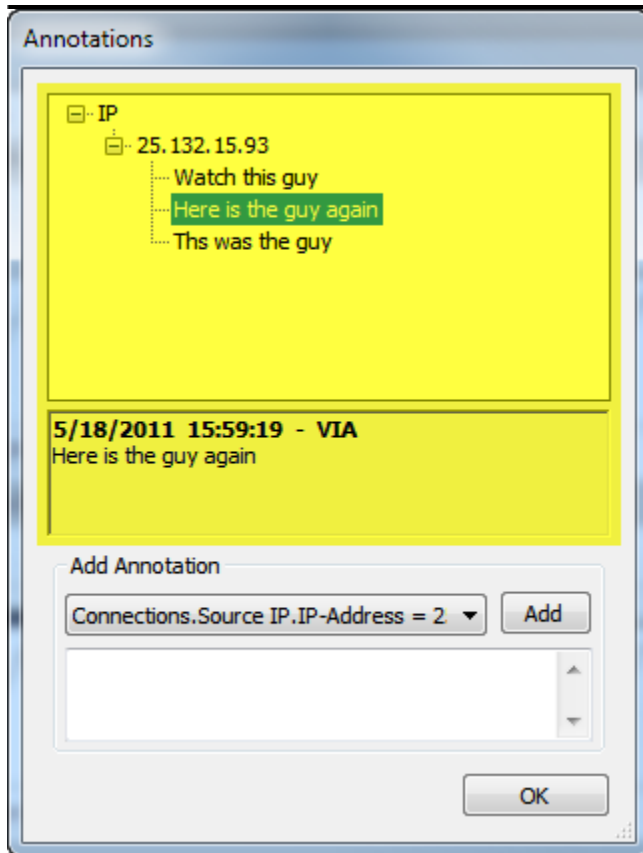 Annotations
IP
25.132.15.93
Watch this guy
Here is the guy again
Ths was the guy
5/18/2011 15:59:19 - VIA
Here is the guy again
Add Annotation
Connections.Source IP.IP-Address = 2. Add
OK